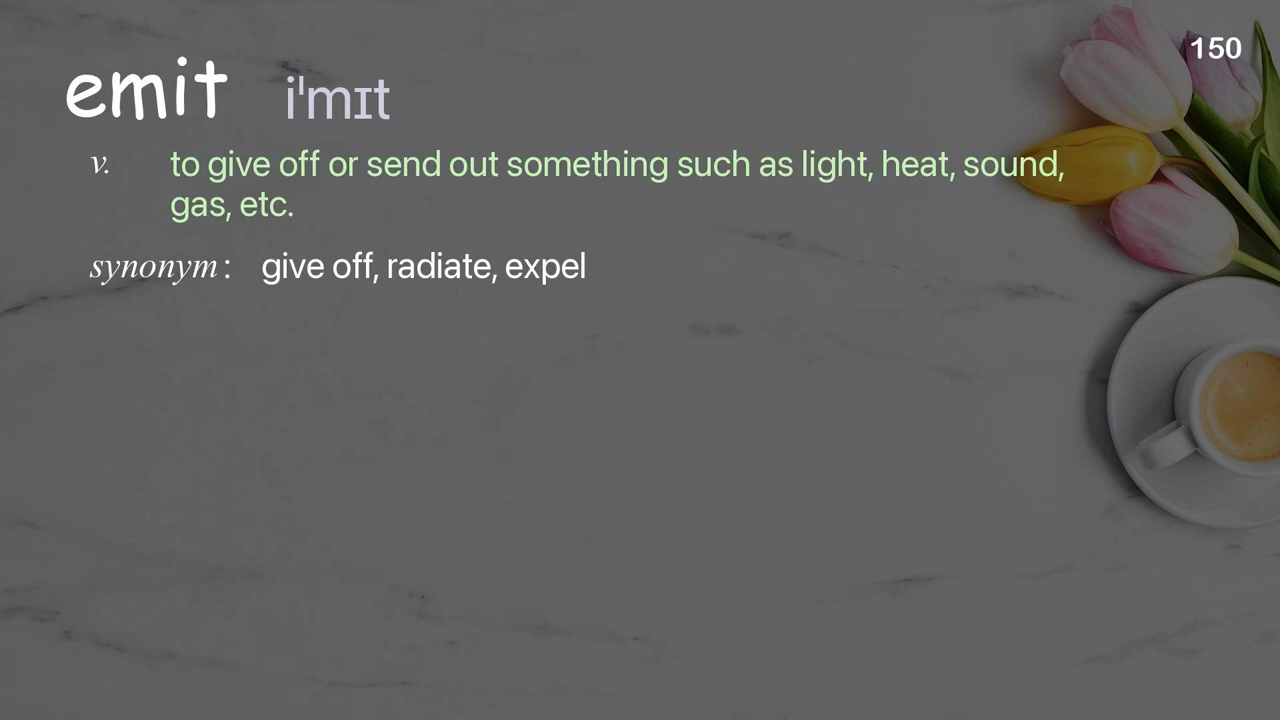 150
emit iˈmɪt
v. to give off or send out something such as light, heat, sound,
gas, etc.
synonym : give off, radiate, expel